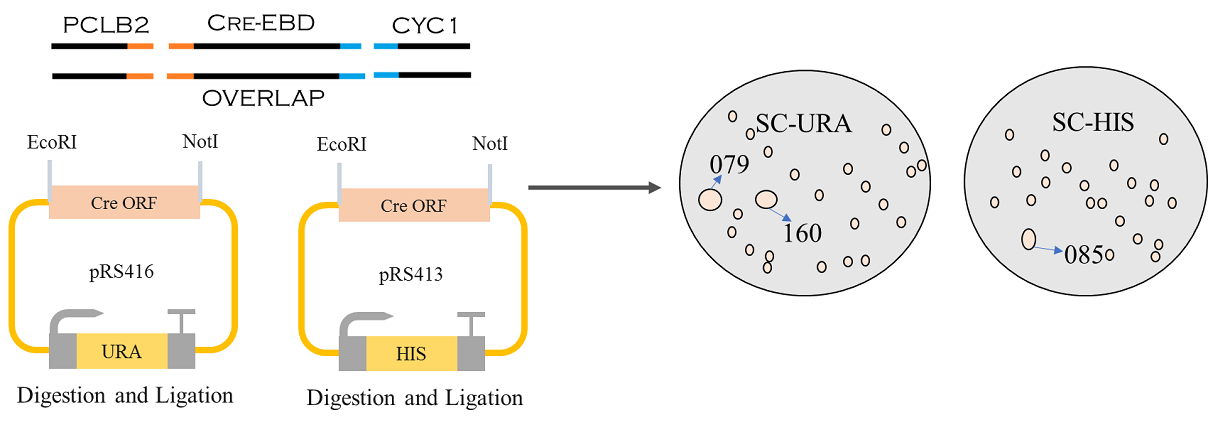 PCLB2 CRE-EBD CYC1
OVERLAP
EcoRI NotI
Cre ORF
pRS416
URA
Digestion and Ligation
EcoRI NotI
Cre ORF
pRS413
HIS
Digestion and Ligation
SC-URA
079
160
SC-HIS
085